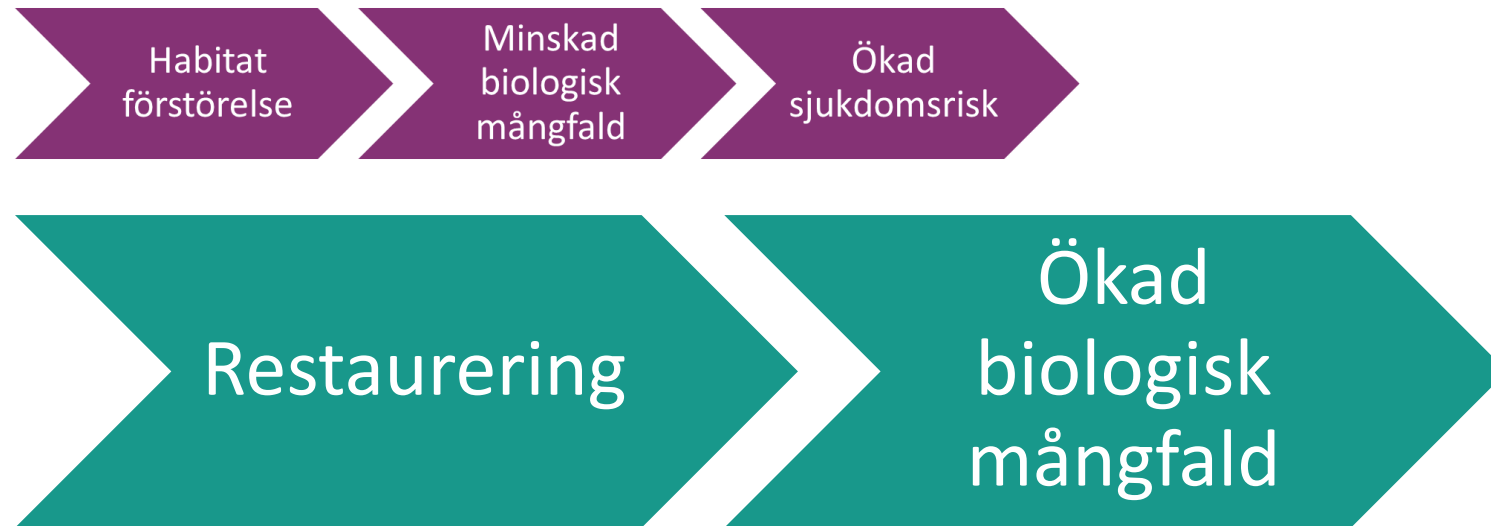 Habitat
förstörelse
Minskad
biologisk
mångfald
Ökad
sjukdomsrisk
Restaurering
Ökad
biologisk
mångfald